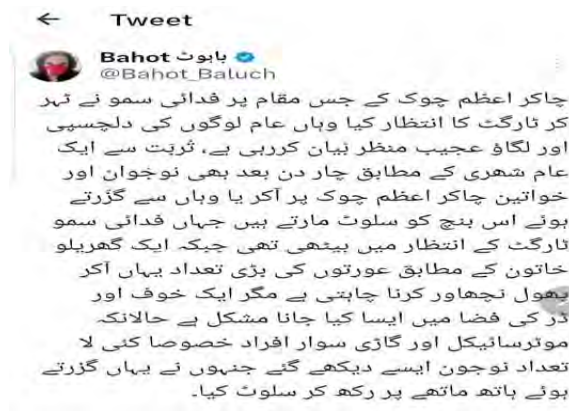 ← Tweet
Bahot باہوٹ
@Bahot_Baluch
چاکر اعظم چوک کے جس مقام پر فدائی سمو نے ٹہر
کر ٹارگٹ کا انتظار کیا وہاں عام لوگوں کی دلچسپی
اور لگاؤ عجیب منظر بیان کررہی ہے، تُربَت سے ایک
عام شہری کے مطابق چار دن بعد بھی نوجوان اور
خواتین چاکر اعظم چوک پر آکر یا وہاں سے گزرتے
ہوئے اس بنچ کو سلوٹ مارتے ہیں جہاں فدائی سمو
ٹارگٹ کے انتظار میں بیٹھی تھی جبکہ ایک گھریلو
خاتون کے مطابق عورتوں کی بڑی تعداد یہاں آکر
پھول نچھاور کرنا چاہتی ہے مگر ایک خوف اور
ڈر کی فضا میں ایسا کیا جانا مشکل ہے حالانکہ
موٹرسائیکل اور گاڑی سوار افراد خصوصا کئی لا
تعداد نوجون ایسے دیکھے گئے جنہوں نے یہاں گزرتے
ہوئے ہاتھ ماتھے پر رکھ کر سلوٹ کیا۔